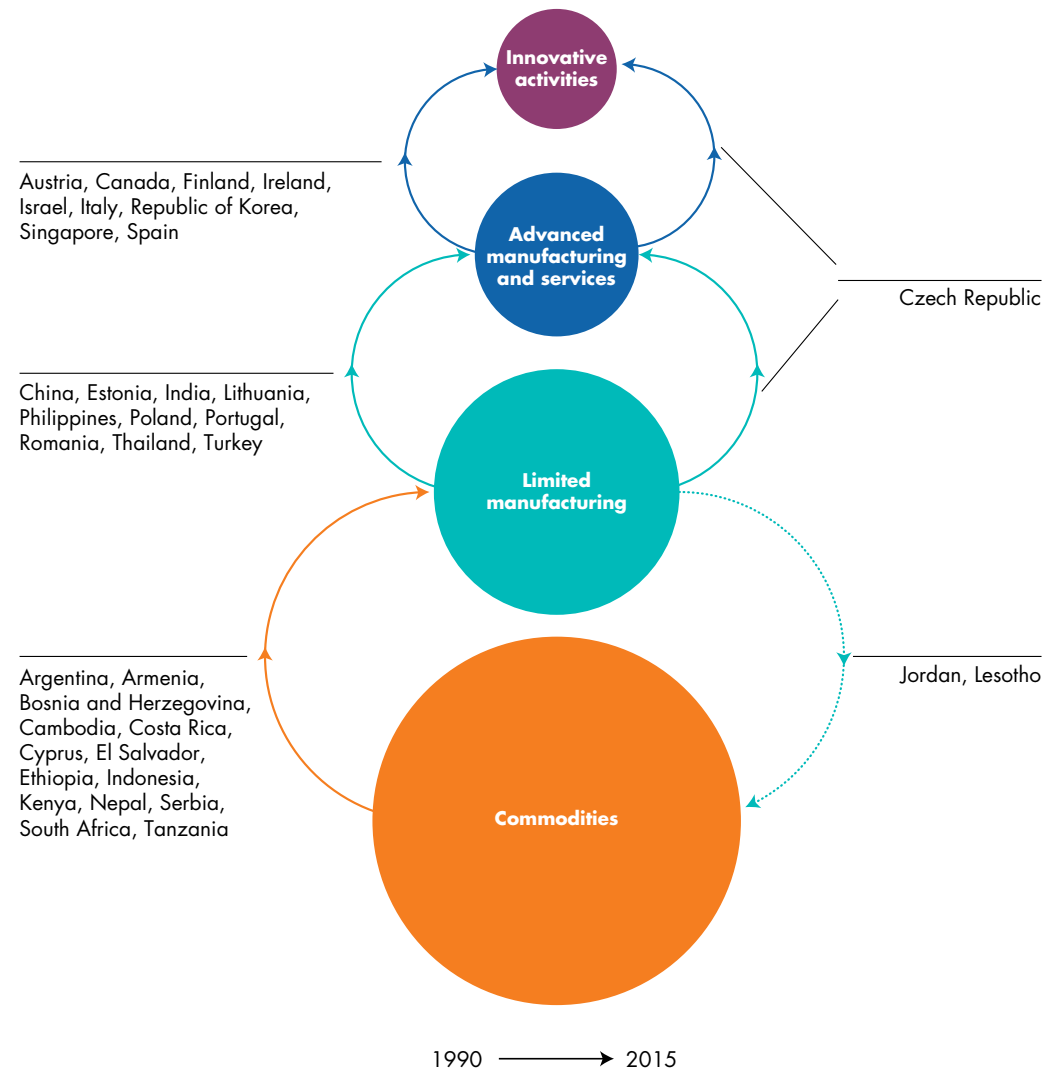 Innovative
activities
Austria, Canada, Finland, Ireland,
Israel, Italy, Republic of Korea,
Singapore, Spain
Advanced
manufacturing
and services
Czech Republic
China, Estonia, India, Lithuania,
Philippines, Poland, Portugal,
Romania, Thailand, Turkey
Limited
manufacturing
Argentina, Armenia,
Bosnia and Herzegovina,
Cambodia, Costa Rica,
Cyprus, El Salvador,
Ethiopia, Indonesia,
Kenya, Nepal, Serbia,
South Africa, Tanzania
Jordan, Lesotho
Commodities
1990 2015